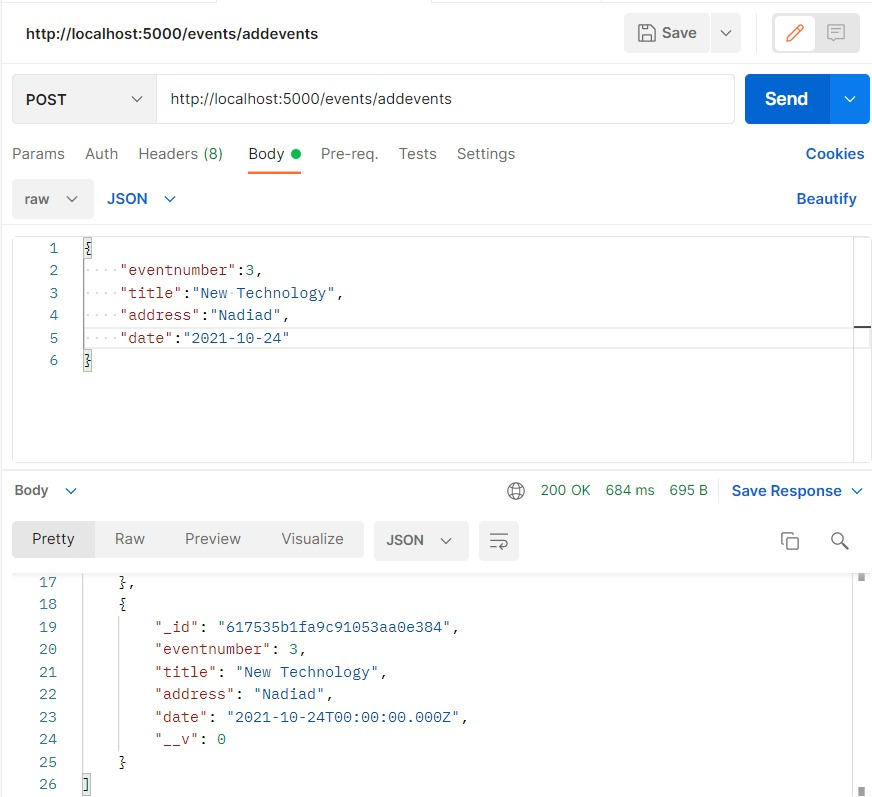 http://localhost:5000/events/addevents Save
POST http://localhost:5000/events/addevents Send
Params Auth Headers (8) Body Pre-req. Tests Settings Cookies
raw JSON Beautify
1 {
2 "eventnumber":3,
3 "title":"New Technology",
4 "address":"Nadiad",
5 "date":"2021-10-24"
6 }
Body 200 OK 684 ms 695 B Save Response
Pretty Raw Preview Visualize JSON
17 },
18 {
19 "_id": "617535b1fa9c91053aa0e384",
20 "eventnumber": 3,
21 "title": "New Technology",
22 "address": "Nadiad",
23 "date": "2021-10-24T00:00:00.000Z",
24 "__v": 0
25 }
26 ]